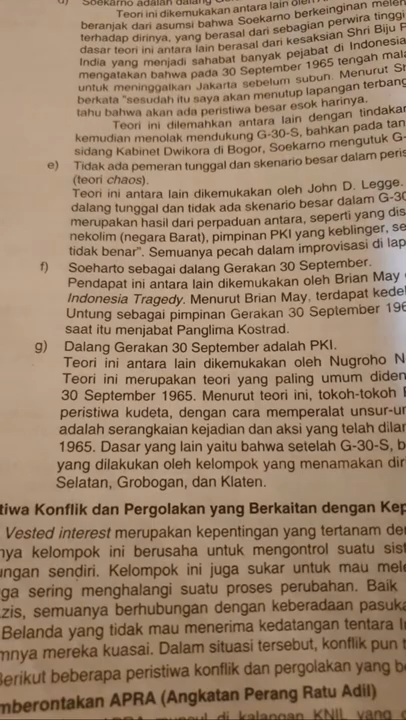 d) Soekarno adalah dalang
Teori ini dikemukakan antara lain oleh
beranjak dari asumsi bahwa Soekarno berkeinginan
terhadap dirinya, yang berasal dari sebagian perwira tinggi
dasar teori ini antara lain berasal dari kesaksian Shri Biju
India yang menjadi sahabat banyak pejabat di Indonesia
mengatakan bahwa pada 30 September 1965 tengah
untuk meninggalkan Jakarta sebelum subuh. Menurut
berkata "sesudah itu saya akan menutup lapangan
tahu bahwa akan ada peristiwa besar esok harinya.
Teori ini dilemahkan antara lain dengan
kemudian menolak mendukung G-30-S, bahkan pada
sidang Kabinet Dwikora di Bogor, Soekarno mengutuk
e) Tidak ada pemeran tunggal dan skenario besar dalam
(teori chaos).
Teori ini antara lain dikemukakan oleh John D. Legge.
dalang tunggal dan tidak ada skenario besar dalam
merupakan hasil dari perpaduan antara, seperti yang
nekolim (negara Barat), pimpinan PKI yang keblinger,
tidak benar". Semuanya pecah dalam improvisasi di
f) Soeharto sebagai dalang Gerakan 30 September.
Pendapat ini antara lain dikemukakan oleh Brian May
Indonesia Tragedy. Menurut Brian May, terdapat
Untung sebagai pimpinan Gerakan 30 September
saat itu menjabat Panglima Kostrad.
g) Dalang Gerakan 30 September adalah PKI.
Teori ini antara lain dikemukakan oleh Nugroho
Teori ini merupakan teori yang paling umum
30 September 1965. Menurut teori ini, tokoh-tokoh
peristiwa kudeta, dengan cara memperalat
adalah serangkaian kejadian dan aksi yang telah
1965. Dasar yang lain yaitu bahwa setelah G-30-S,
yang dilakukan oleh kelompok yang menamakan
Selatan, Grobogan, dan Klaten.
Konflik dan Pergolakan yang Berkaitan dengan
Vested interest merupakan kepentingan yang tertanam
kelompok ini berusaha untuk mengontrol suatu
sendiri. Kelompok ini juga sukar untuk mau
sering menghalangi suatu proses perubahan. Baik
semuanya berhubungan dengan keberadaan
Belanda yang tidak mau menerima kedatangan tentara
mereka kuasai. Dalam situasi tersebut, konflik pun
Berikut beberapa peristiwa konflik dan pergolakan yang
APRA (Angkatan Perang Ratu Adil)
di kalangan KNIL yang